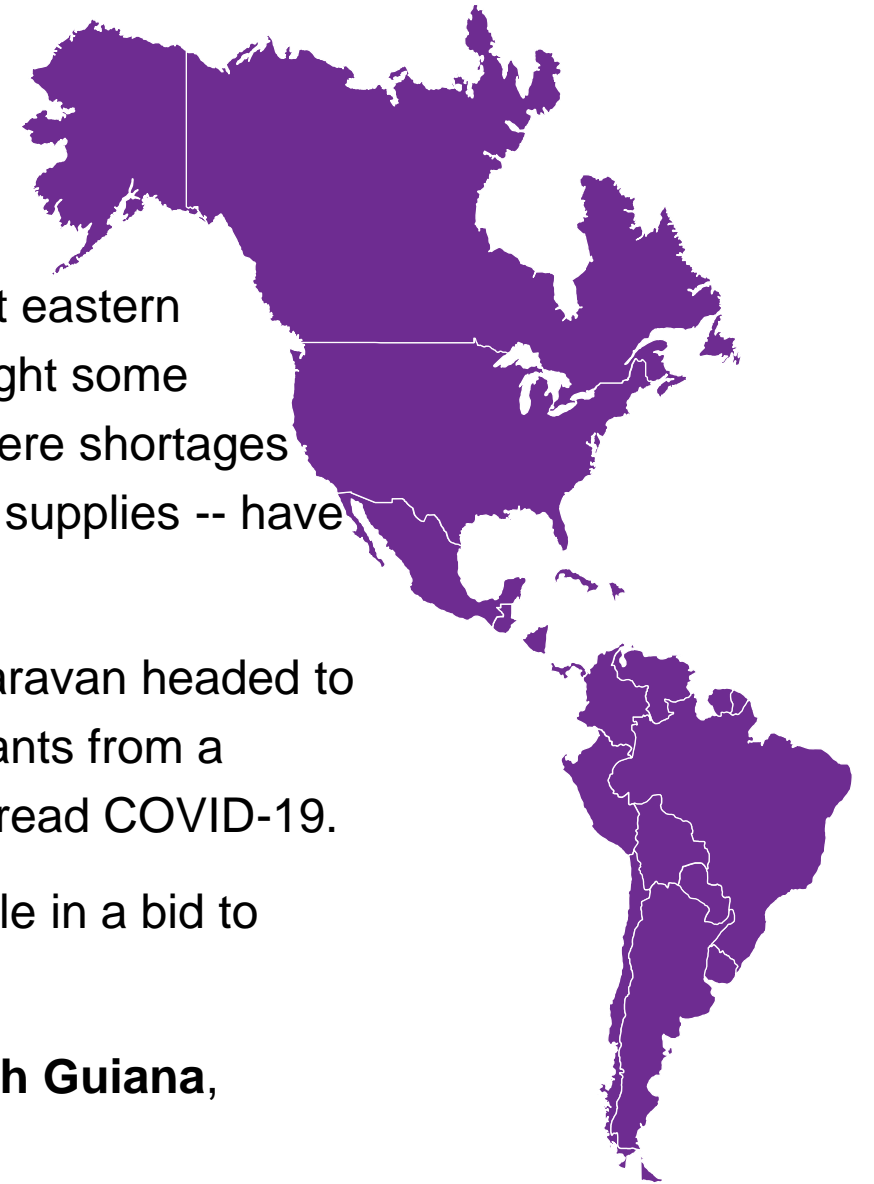 t eastern
ght some
ere shortages
supplies -- have
aravan headed to
ants from a
read COVID-19.
le in a bid to
h Guiana,